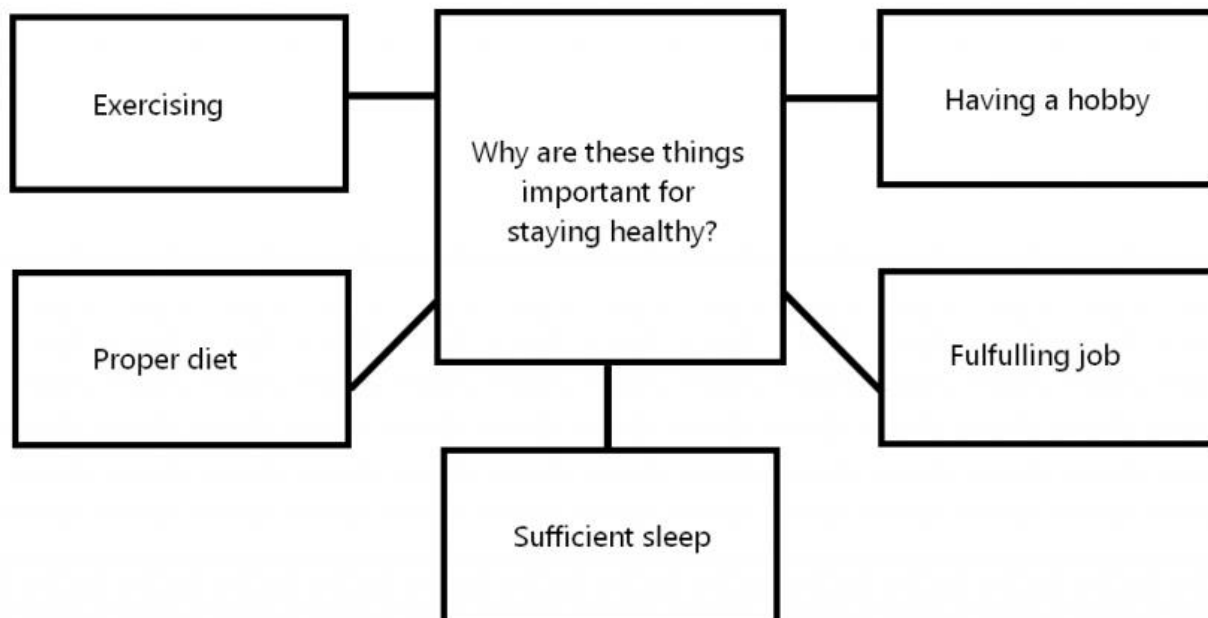 Exercising
Why are these things
important for
staying healthy?
Having a hobby
Proper diet
Fulfulling job
Sufficient sleep